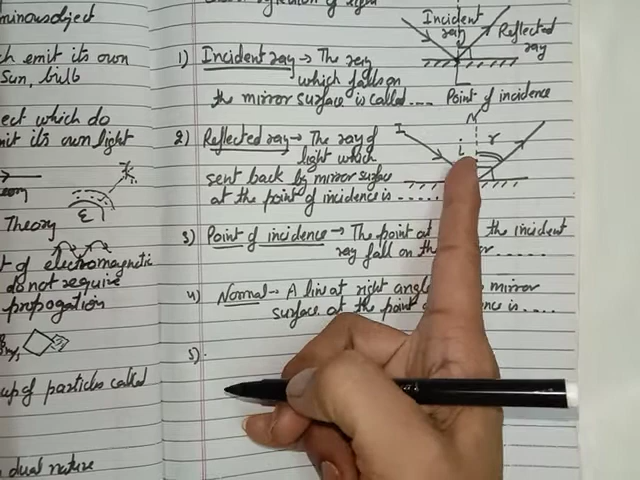 minous object
ch emit its own
Sun, bulb
ect which do
mit its own light
Theory
E
t of electromagnetic
do not require
propogation
up of particles called
dual nature
of light
1) Incident ray → The ray
which falls on
the mirror surface is called ....
Incident
ray
Reflected
ray
Point of incidence
2) Reflected ray → The ray of
light which
sent back by mirror surface
at the point of incidence is ......
I
N
i
r
3) Point of incidence → The point at the incident
ray fall on the or ......
4) Normal → A line at right angle mirror
surface at the point ence is .....
5)